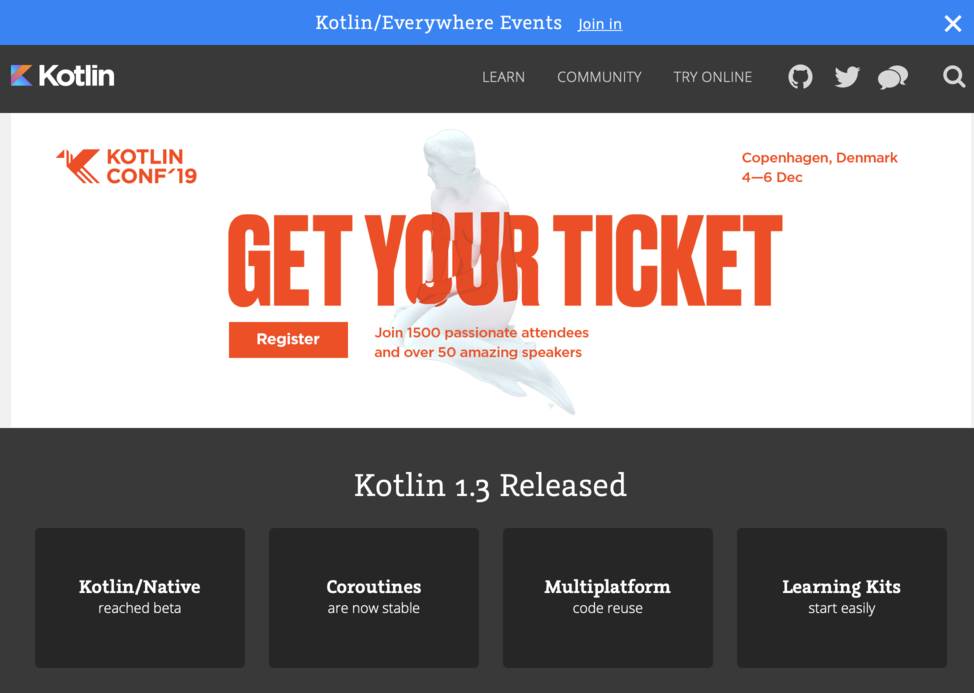 Kotlin/Everywhere Events Join in
Kotlin
LEARN COMMUNITY TRY ONLINE
KOTLIN
CONF´19
Copenhagen, Denmark
4—6 Dec
GET YOUR TICKET
Register
Join 1500 passionate attendees
and over 50 amazing speakers
Kotlin 1.3 Released
Kotlin/Native
reached beta
Coroutines
are now stable
Multiplatform
code reuse
Learning Kits
start easily